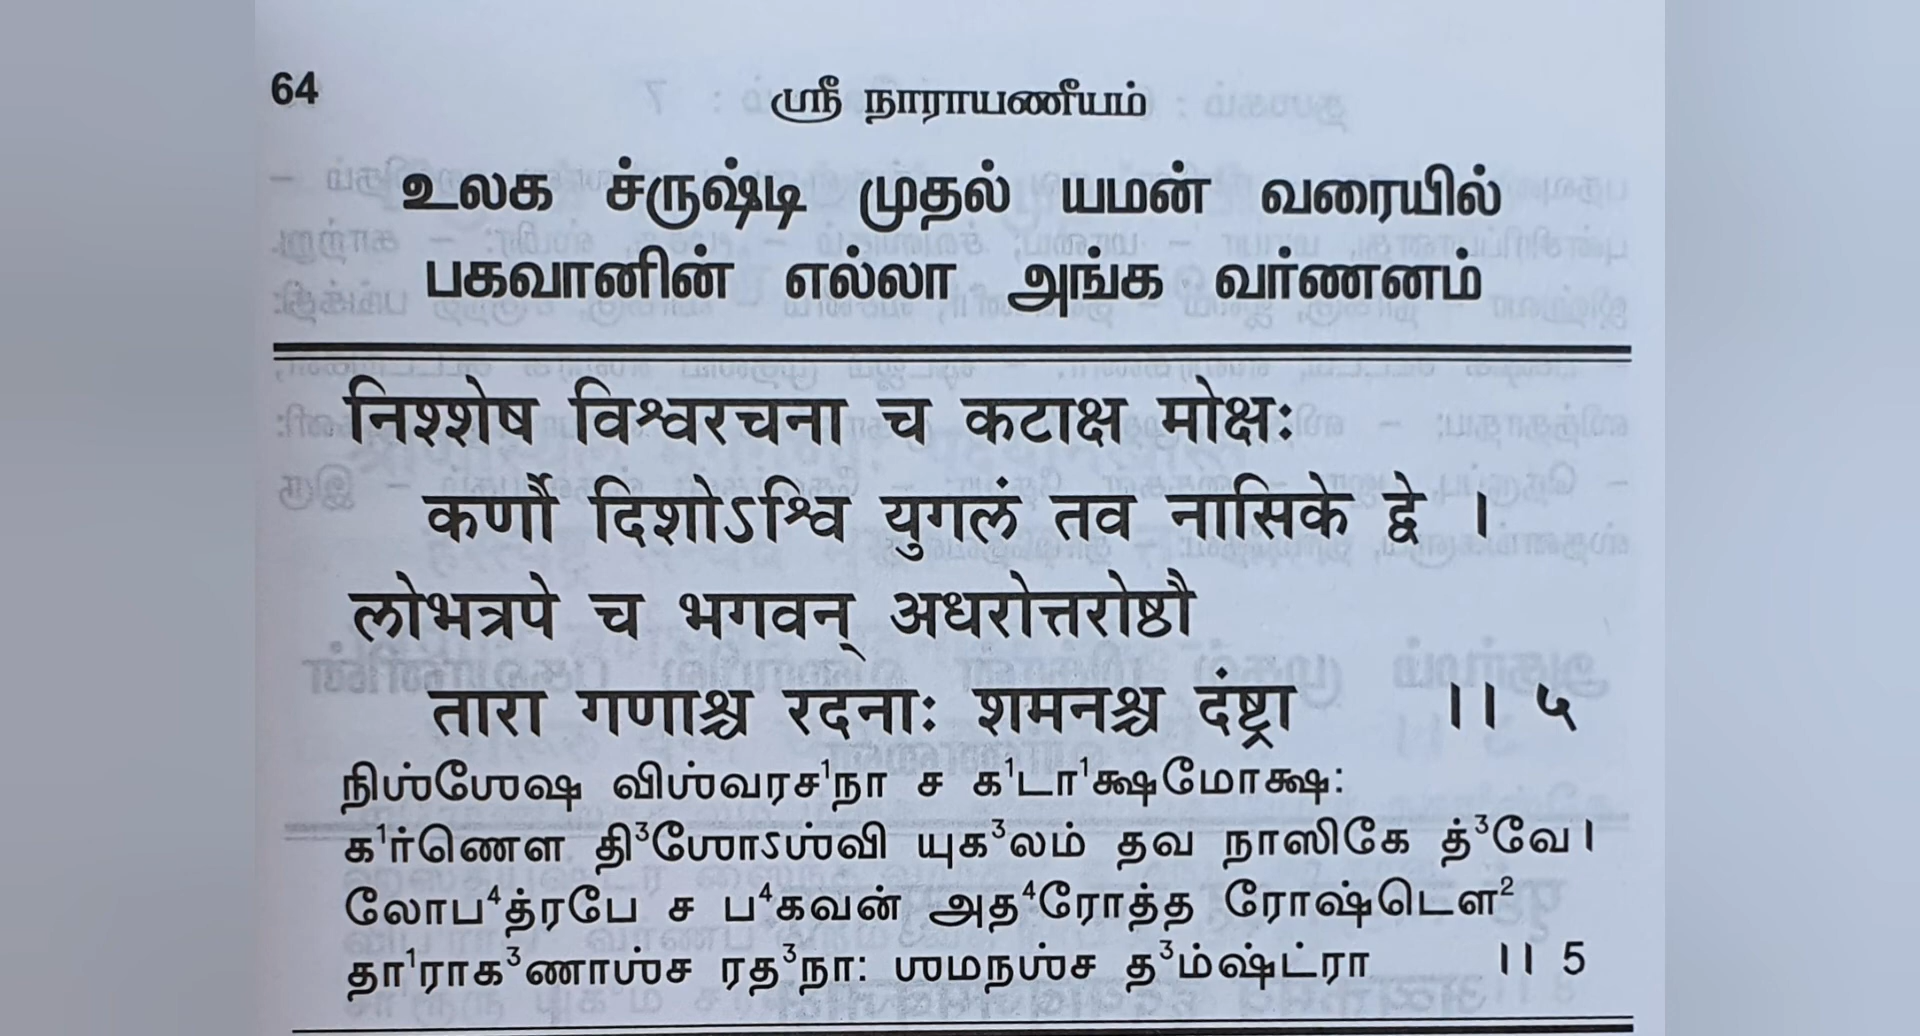 64
ஸ்ரீ நாராயணீயம்
உலக ச்ருஷ்டி முதல் யமன் வரையில்
பகவானின் எல்லா அங்க வர்ணனம்
निश्शेष विश्वरचना च कटाक्ष मोक्षः
कर्णौ दिशोऽश्वि युगलं तव नासिके द्वे ।
लोभत्रपे च भगवन् अधरोत्तरोष्ठौ
तारा गणाश्च रदनाः शमनश्च दंष्ट्रा ।। ५
நிஶ்ஶேஷ விஶ்வரச¹நா ச க¹டா¹க்ஷமோக்ஷ:
க¹ர்ணௌ தி³ஶோऽஶ்வி யுக³லம் தவ நாஸிகே த்³வே।
லோப⁴த்ரபே ச ப⁴கவன் அத⁴ரோத்த ரோஷ்டௌ²
தா¹ராக³ணாஶ்ச ரத³நா: ஶமநஶ்ச த³ம்ஷ்ட்ரா ।। 5